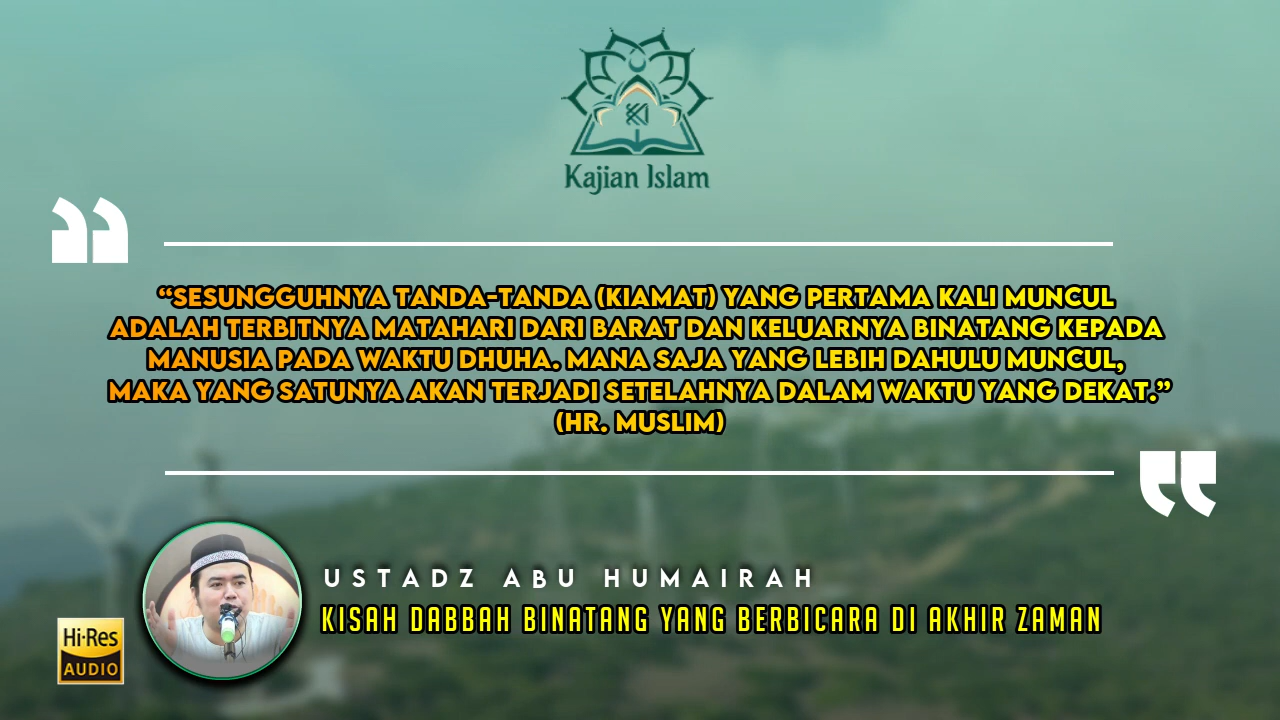 Kajian Islam
“SESUNGGUHNYA TANDA-TANDA (KIAMAT) YANG PERTAMA KALI MUNCUL
ADALAH TERBITNYA MATAHARI DARI BARAT DAN KELUARNYA BINATANG KEPADA
MANUSIA PADA WAKTU DHUHA. MANA SAJA YANG LEBIH DAHULU MUNCUL,
MAKA YANG SATUNYA AKAN TERJADI SETELAHNYA DALAM WAKTU YANG DEKAT.”
(HR. MUSLIM)
USTADZ ABU HUMAIRAH
KISAH DABBAH BINATANG YANG BERBICARA DI AKHIR ZAMAN
Hi-Res
AUDIO